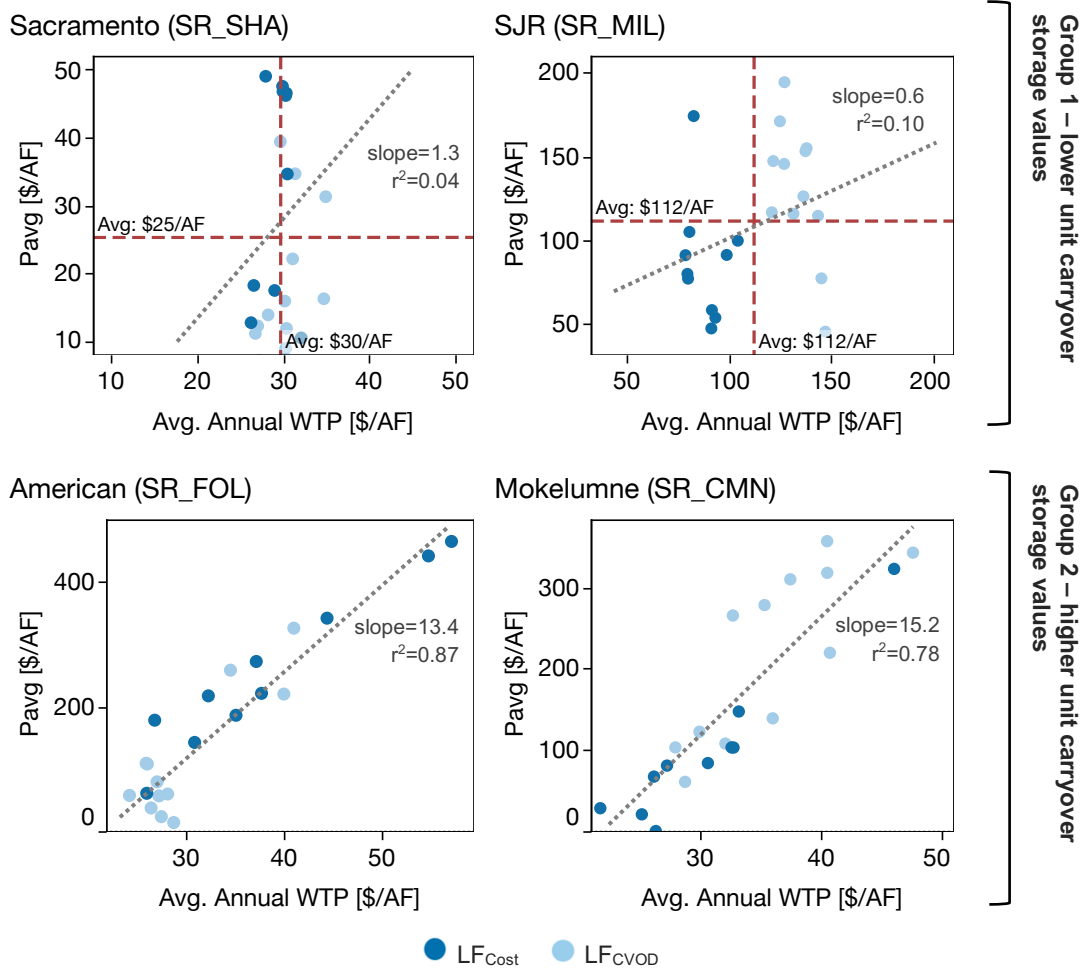 Sacramento (SR_SHA)
Pavg [$/AF]
50
40
30
20
10
slope=1.3
r²=0.04
Avg: $25/AF
Avg: $30/AF
10
20
30
40
50
Avg. Annual WTP [$/AF]
SJR (SR_MIL)
Pavg [$/AF]
200
150
100
50
slope=0.6
r²=0.10
Avg: $112/AF
Avg: $112/AF
50
100
150
200
Avg. Annual WTP [$/AF]
Group 1 – lower unit carryover
storage values
American (SR_FOL)
Pavg [$/AF]
400
200
0
slope=13.4
r²=0.87
30
40
50
Avg. Annual WTP [$/AF]
Mokelumne (SR_CMN)
Pavg [$/AF]
300
200
100
0
slope=15.2
r²=0.78
30
40
50
Avg. Annual WTP [$/AF]
Group 2 – higher unit carryover
storage values
LF_Cost
LF_CVOD